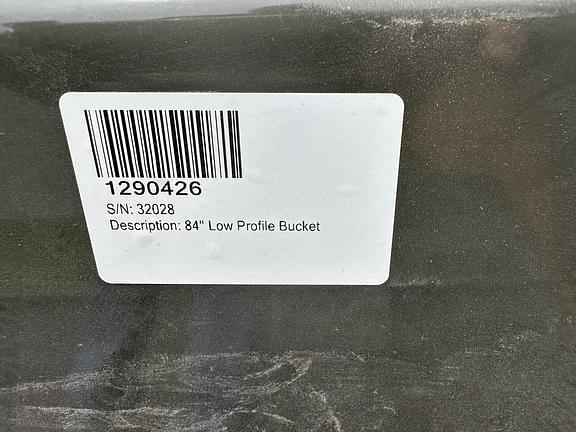 1290426
S/N: 32028
Description: 84" Low Profile Bucket